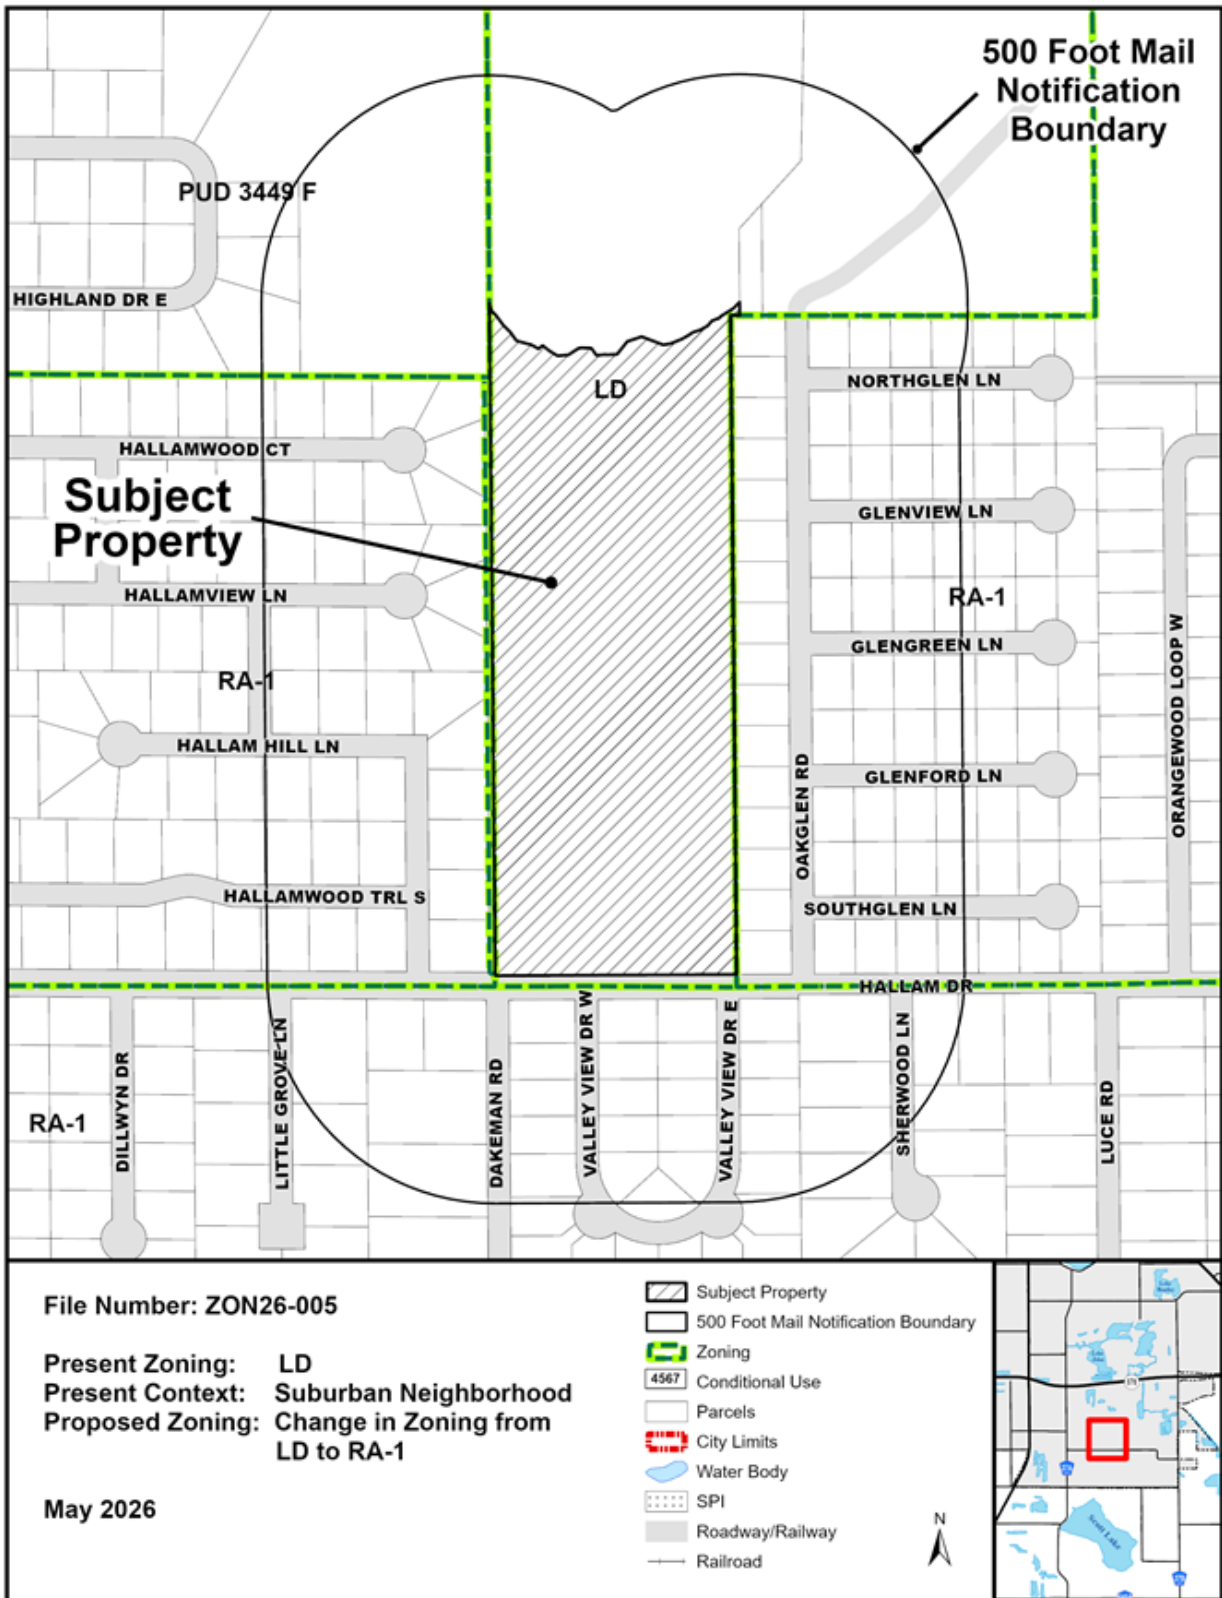 500 Foot Mail
Notification
Boundary
PUD 3449 F
HIGHLAND DR E
LD
NORTHGLEN LN
HALLAMWOOD CT
Subject
Property
GLENVIEW LN
HALLAMVIEW LN
RA-1
GLENGREEN LN
ORANGEWOOD LOOP W
RA-1
HALLAM HILL LN
GLENFORD LN
OAKGLEN RD
HALLAMWOOD TRL S
SOUTHGLEN LN
HALLAM DR
VALLEY VIEW DR W
VALLEY VIEW DR E
SHERWOOD LN
LITTLE GROVE LN
DAKEMAN RD
DILLWYN DR
LUCE RD
RA-1
File Number: ZON26-005
Present Zoning: LD
Present Context: Suburban Neighborhood
Proposed Zoning: Change in Zoning from
LD to RA-1
May 2026
Subject Property
500 Foot Mail Notification Boundary
Zoning
4567 Conditional Use
Parcels
City Limits
Water Body
SPI
Roadway/Railway
Railroad
N
Scott Lake